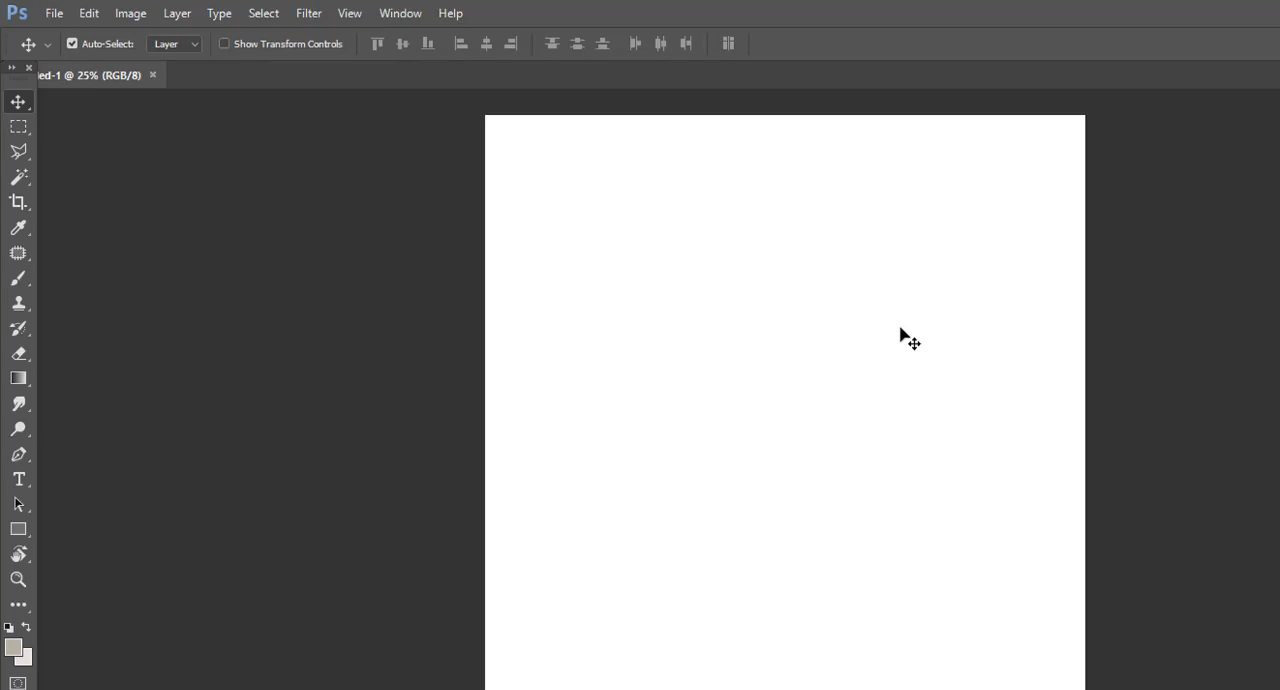 Ps File Edit Image Layer Type Select Filter View Window Help
Auto-Select: Layer Show Transform Controls
led-1 @ 25% (RGB/8) ×
T